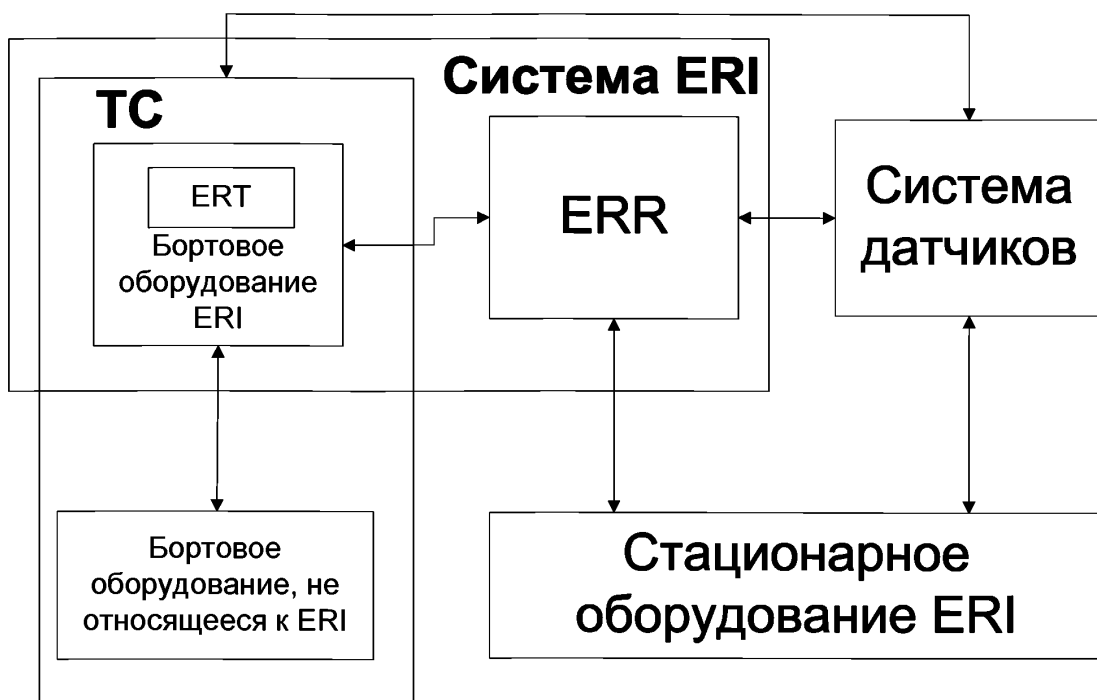 Система ERI
ТС
ERT
Бортовое
оборудование
ERI
ERR
Система
датчиков
Бортовое
оборудование, не
относящееся к ERI
Стационарное
оборудование ERI